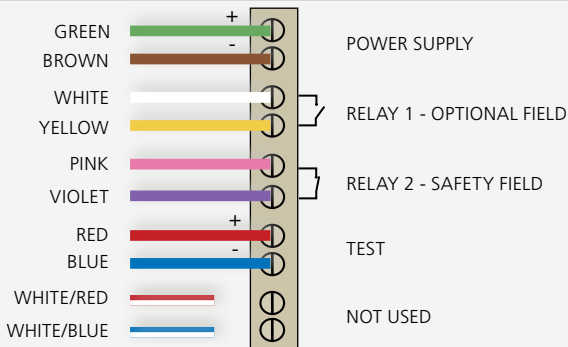 GREEN + POWER SUPPLY
BROWN -
WHITE RELAY 1 - OPTIONAL FIELD
YELLOW
PINK RELAY 2 - SAFETY FIELD
VIOLET
RED + TEST
BLUE -
WHITE/RED NOT USED
WHITE/BLUE